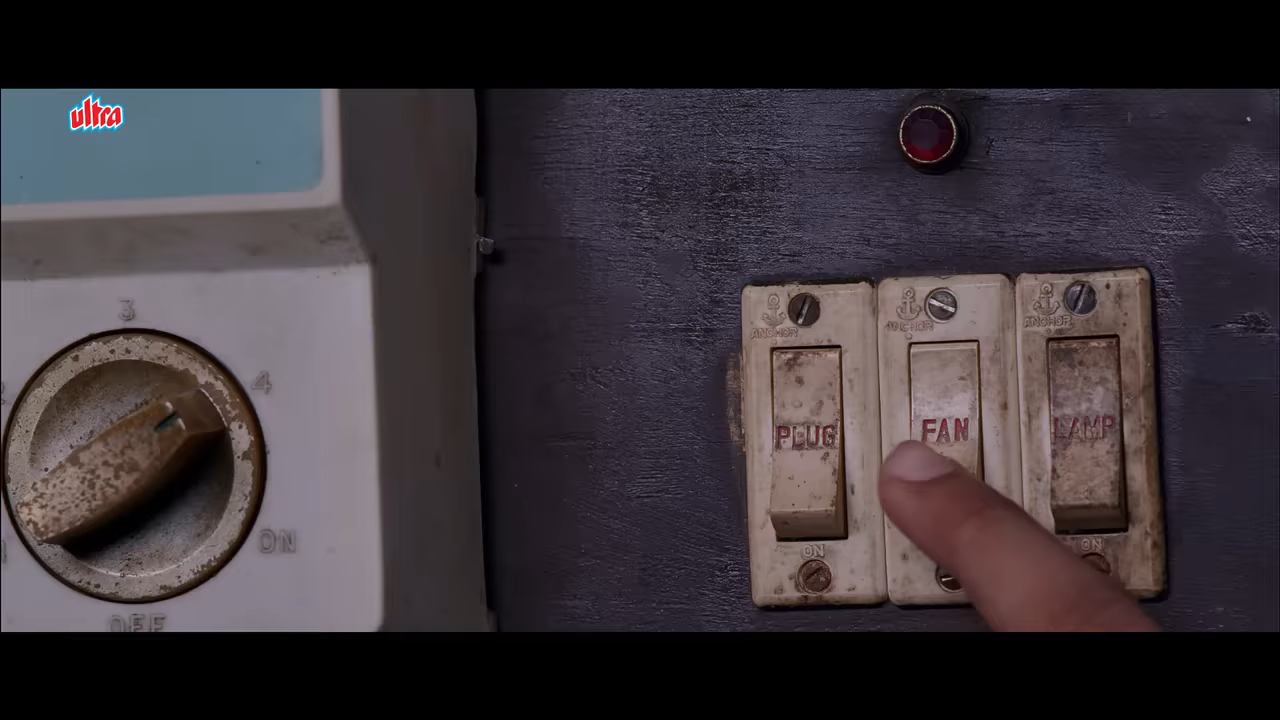 ultra
3
4
ON
OFF
ANCHOR
ANCHOR
ANCHOR
PLUG
FAN
LAMP
ON
ON